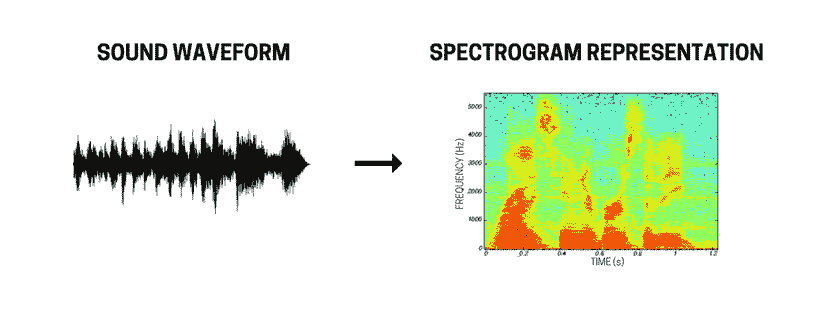 SOUND WAVEFORM
SPECTROGRAM REPRESENTATION
FREQUENCY (Hz)
5000
4000
3000
2000
1000
0
0 0.2 0.4 0.6 0.8 1 1.2
TIME (s)